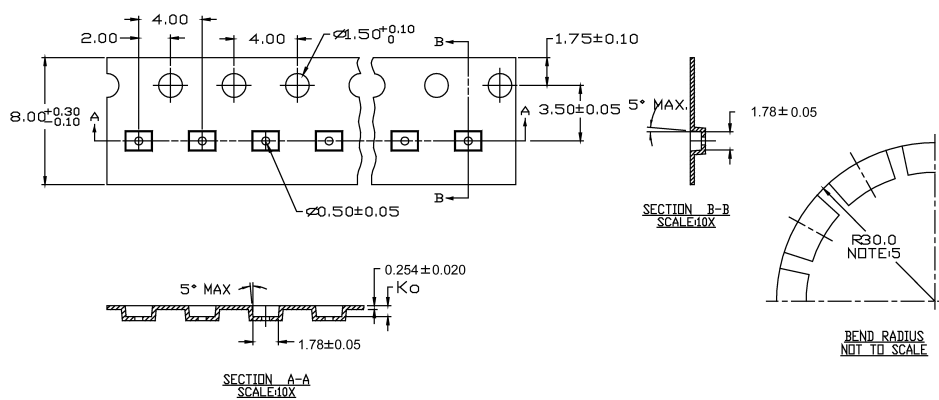 4.00
2.00
4.00
Ø1.50 +0.10 0
B
1.75±0.10
8.00 +0.30 -0.10
A
A
3.50±0.05
5° MAX.
1.78±0.05
B
Ø0.50±0.05
SECTION B-B
SCALE:10X
R30.0
NOTE:5
0.254±0.020
5° MAX
Ko
1.78±0.05
BEND RADIUS
NOT TO SCALE
SECTION A-A
SCALE:10X